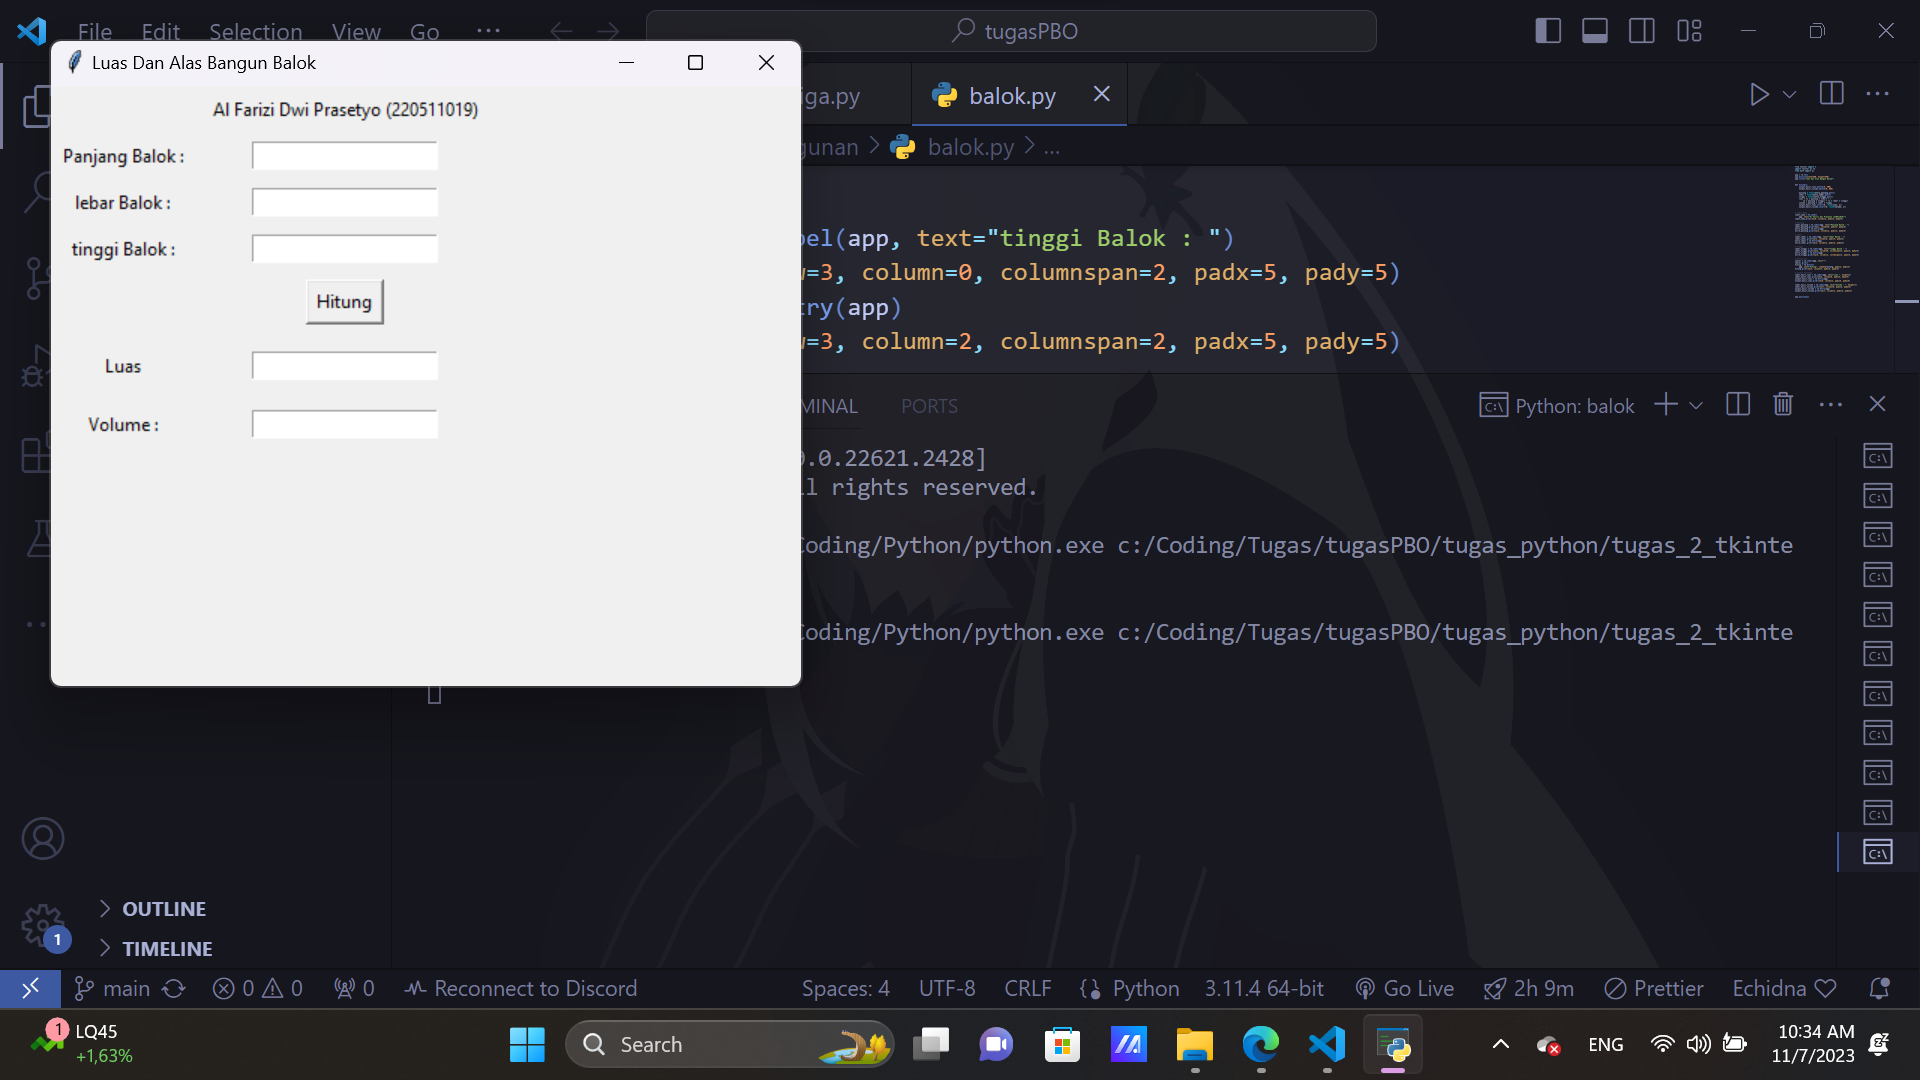 File Edit Selection View Go ···
tugasPBO
Luas Dan Alas Bangun Balok
Al Farizi Dwi Prasetyo (220511019)
Panjang Balok :
lebar Balok :
tinggi Balok :
Hitung
Luas
Volume :
iga.py
balok.py
gunan > balok.py > ...
el(app, text="tinggi Balok : ")
=3, column=0, columnspan=2, padx=5, pady=5)
try(app)
=3, column=2, columnspan=2, padx=5, pady=5)
MINAL PORTS
Python: balok
.0.22621.2428]
ll rights reserved.
Coding/Python/python.exe c:/Coding/Tugas/tugasPBO/tugas_python/tugas_2_tkinte
Coding/Python/python.exe c:/Coding/Tugas/tugasPBO/tugas_python/tugas_2_tkinte
OUTLINE
1
TIMELINE
main 0 0 0 Reconnect to Discord Spaces: 4 UTF-8 CRLF Python 3.11.4 64-bit Go Live 2h 9m Prettier Echidna
1
LQ45
+1,63%
Search
ENG
10:34 AM
11/7/2023